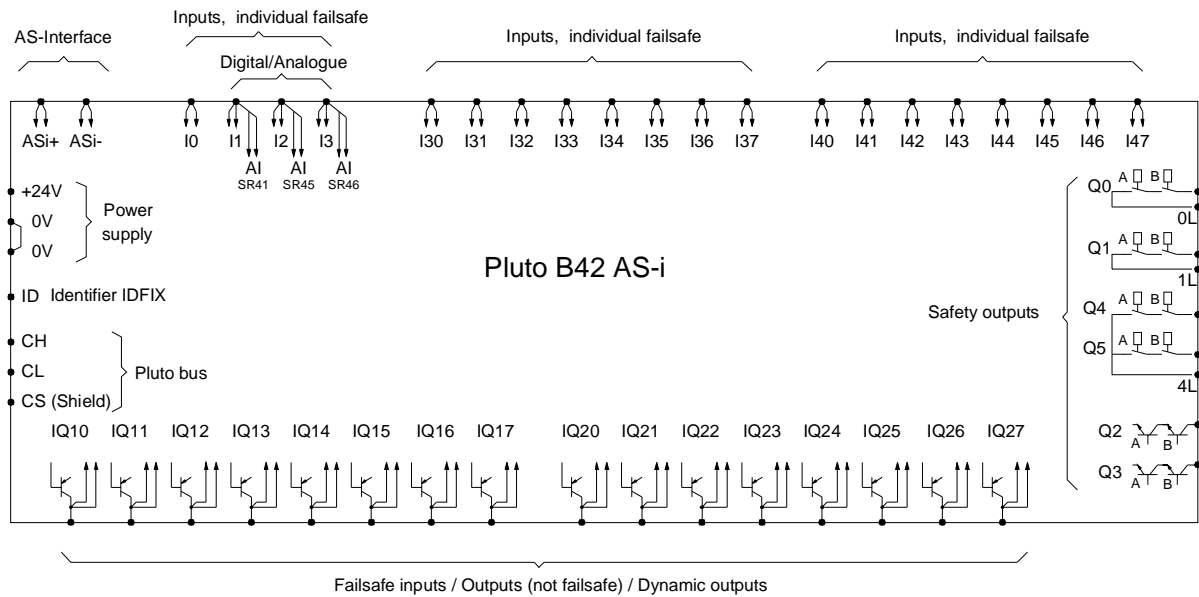 Inputs, individual failsafe
AS-Interface
Inputs, individual failsafe
Inputs, individual failsafe
Digital/Analogue
ASi+ ASi- I0 I1 I2 I3 I30 I31 I32 I33 I34 I35 I36 I37 I40 I41 I42 I43 I44 I45 I46 I47
AI AI AI
SR41 SR45 SR46
+24V
0V
0V
Power
supply
ID Identifier IDFIX
CH
CL
CS (Shield)
Pluto bus
Pluto B42 AS-i
Safety outputs
Q0 A B
0L
Q1 A B
1L
Q4 A B
Q5 A B
4L
Q2 A B
Q3 A B
IQ10 IQ11 IQ12 IQ13 IQ14 IQ15 IQ16 IQ17 IQ20 IQ21 IQ22 IQ23 IQ24 IQ25 IQ26 IQ27
Failsafe inputs / Outputs (not failsafe) / Dynamic outputs